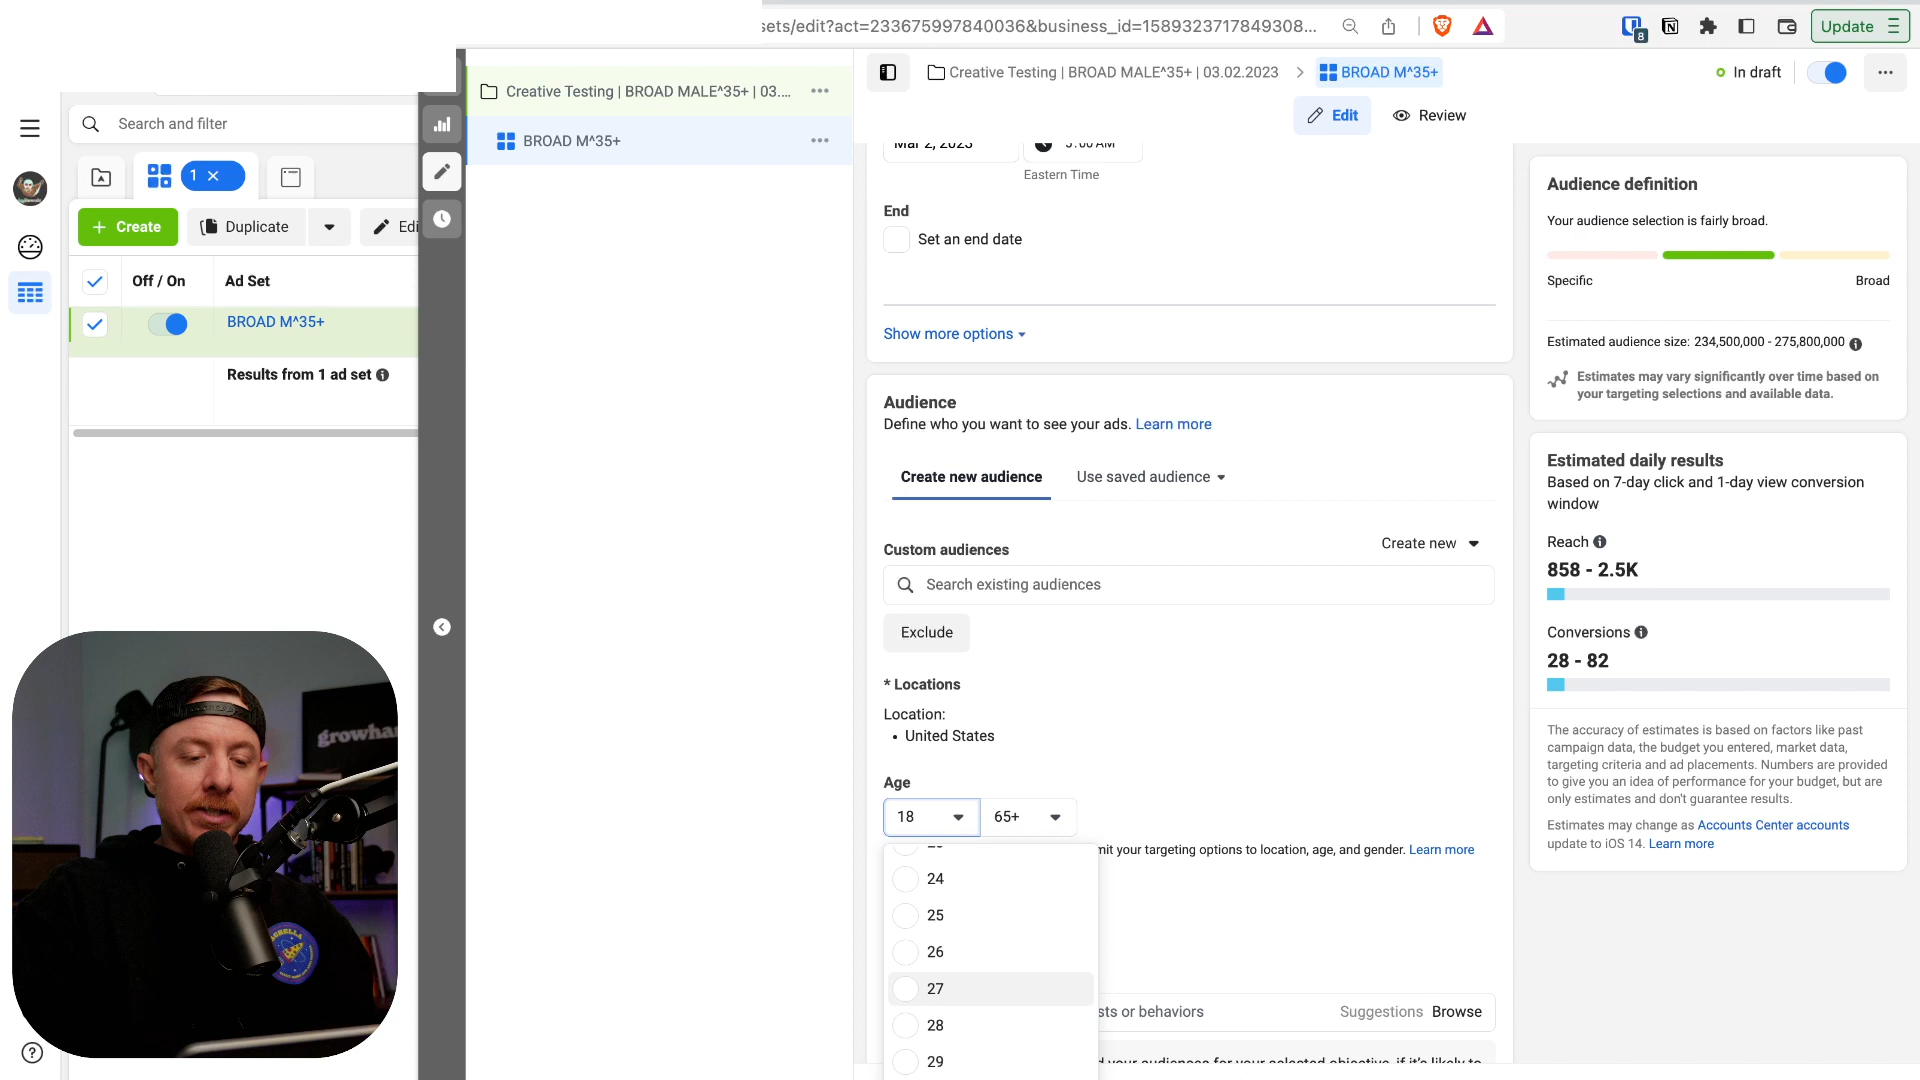 sets/edit?act=233675997840036&business_id=1589323717849308...
8
Update
Search and filter
1
Create
Duplicate
Edi
Off / On
Ad Set
BROAD M^35+
Results from 1 ad set
Creative Testing | BROAD MALE^35+ | 03....
BROAD M^35+
Creative Testing | BROAD MALE^35+ | 03.02.2023
BROAD M^35+
In draft
Edit
Review
Mar 2, 2023
Eastern Time
End
Set an end date
Show more options
Audience
Define who you want to see your ads. Learn more
Create new audience
Use saved audience
Custom audiences
Create new
Search existing audiences
Exclude
* Locations
Location:
• United States
Age
18
65+
mit your targeting options to location, age, and gender. Learn more
24
25
26
27
28
29
sts or behaviors
Suggestions
Browse
d your audiences for your selected objective, if it's likely to
Audience definition
Your audience selection is fairly broad.
Specific
Broad
Estimated audience size: 234,500,000 - 275,800,000
Estimates may vary significantly over time based on
your targeting selections and available data.
Estimated daily results
Based on 7-day click and 1-day view conversion
window
Reach
858 - 2.5K
Conversions
28 - 82
The accuracy of estimates is based on factors like past
campaign data, the budget you entered, market data,
targeting criteria and ad placements. Numbers are provided
to give you an idea of performance for your budget, but are
only estimates and don't guarantee results.
Estimates may change as Accounts Center accounts
update to iOS 14. Learn more
growha